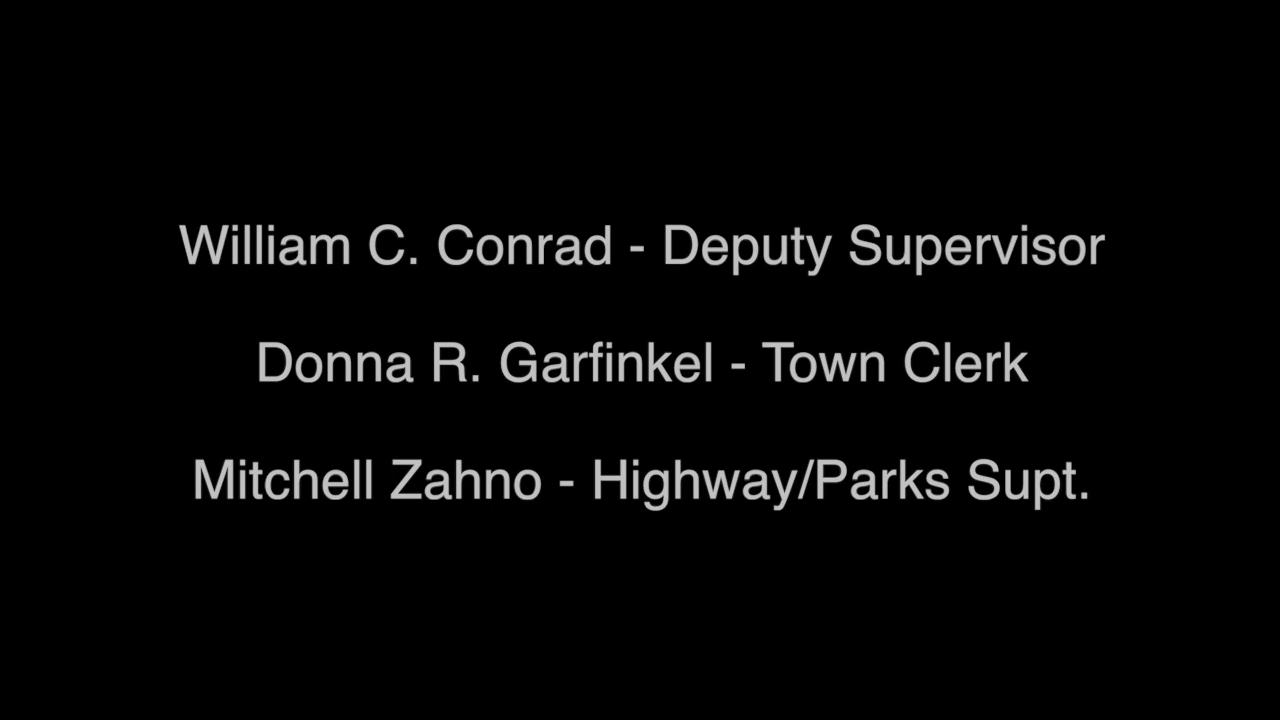 William C. Conrad - Deputy Supervisor
Donna R. Garfinkel - Town Clerk
Mitchell Zahno - Highway/Parks Supt.